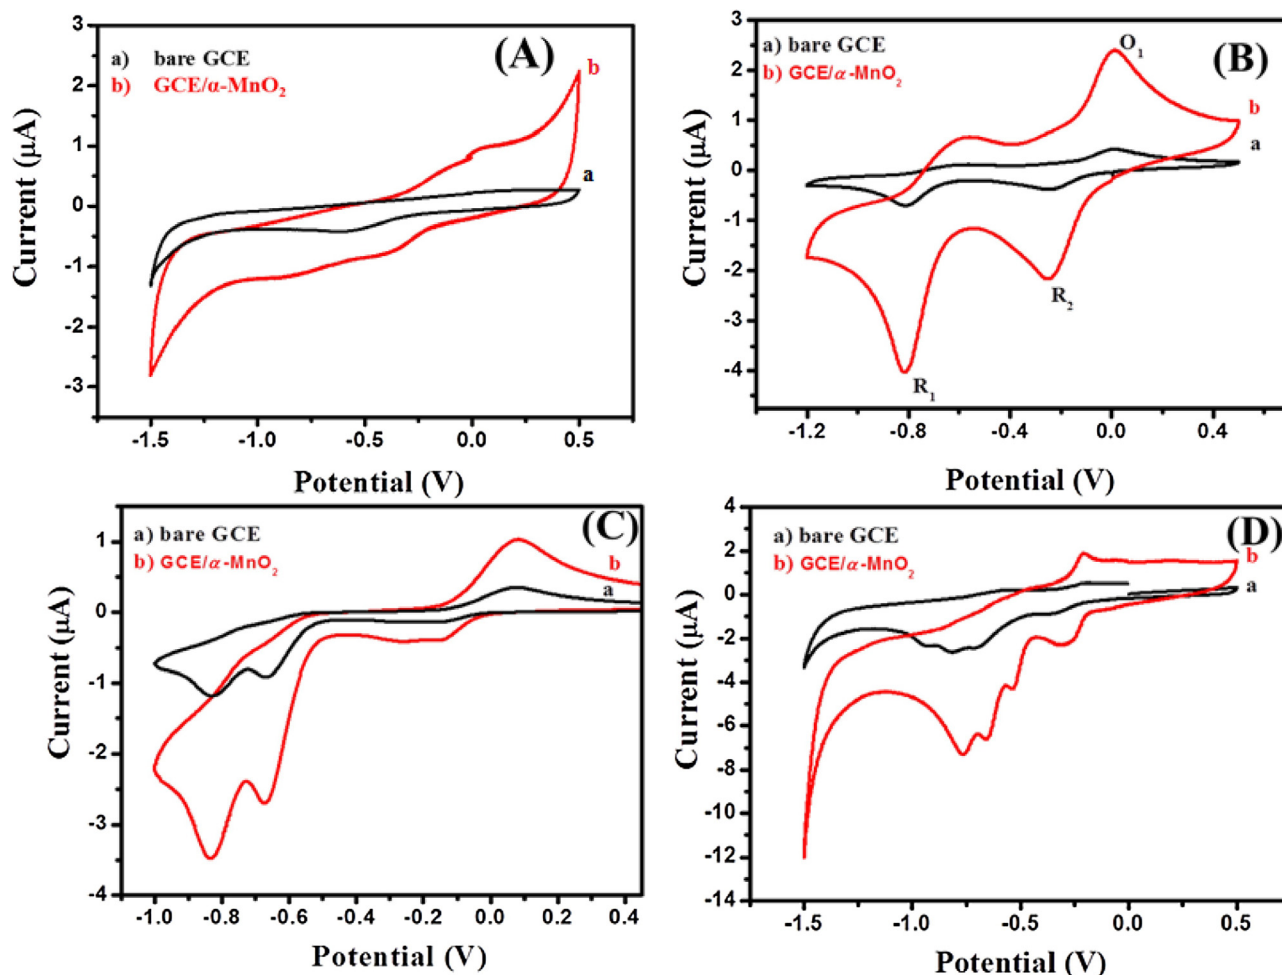 (A)
a) bare GCE
b) GCE/α-MnO₂
b
a
3
2
1
0
-1
-2
-3
Current (μA)
-1.5 -1.0 -0.5 0.0 0.5
Potential (V)
(B)
a) bare GCE
b) GCE/α-MnO₂
O₁
b
a
R₂
R₁
3
2
1
0
-1
-2
-3
-4
Current (μA)
-1.2 -0.8 -0.4 0.0 0.4
Potential (V)
(C)
a) bare GCE
b) GCE/α-MnO₂
b
a
1
0
-1
-2
-3
-4
Current (μA)
-1.0 -0.8 -0.6 -0.4 -0.2 0.0 0.2 0.4
Potential (V)
(D)
a) bare GCE
b) GCE/α-MnO₂
b
a
4
2
0
-2
-4
-6
-8
-10
-12
-14
Current (μA)
-1.5 -1.0 -0.5 0.0 0.5
Potential (V)